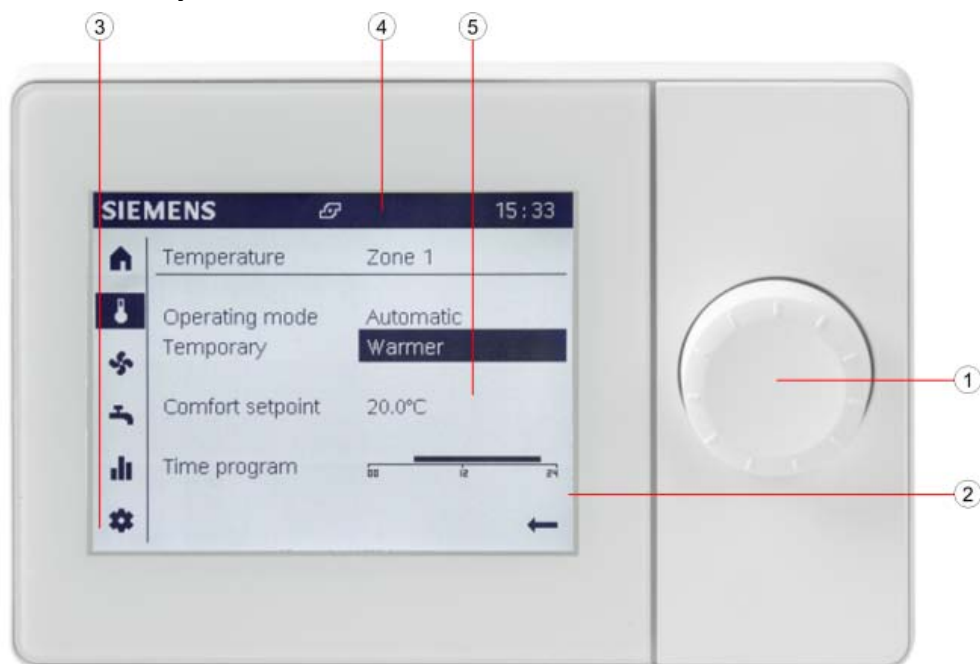 3 4 5
SIEMENS 15:33
Temperature Zone 1
Operating mode Automatic
Temporary Warmer
Comfort setpoint 20.0°C
Time program
00 12 24
1
2